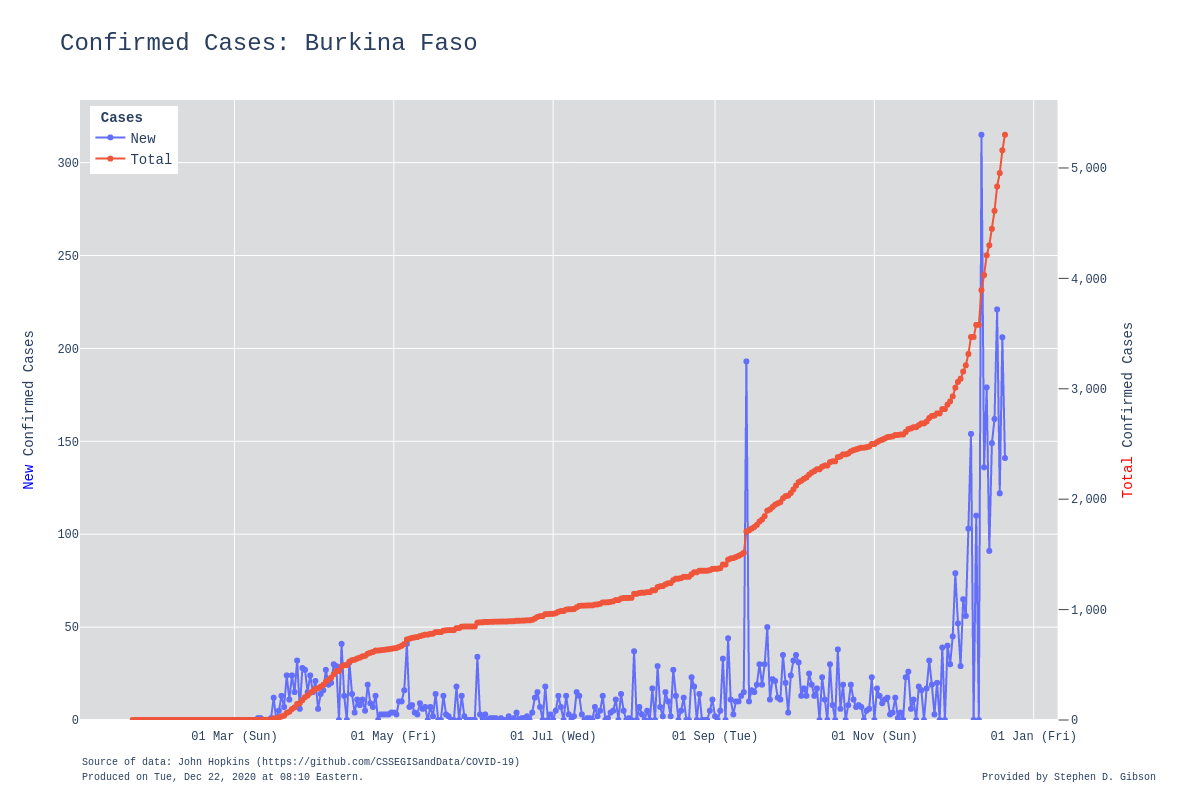 Confirmed Cases: Burkina Faso
Cases
New
Total
300
250
200
150
100
50
0
5,000
4,000
3,000
2,000
1,000
0
New Confirmed Cases
Total Confirmed Cases
01 Mar (Sun)
01 May (Fri)
01 Jul (Wed)
01 Sep (Tue)
01 Nov (Sun)
01 Jan (Fri)
Source of data: John Hopkins (https://github.com/CSSEGISandData/COVID-19)
Produced on Tue, Dec 22, 2020 at 08:10 Eastern.
Provided by Stephen D. Gibson